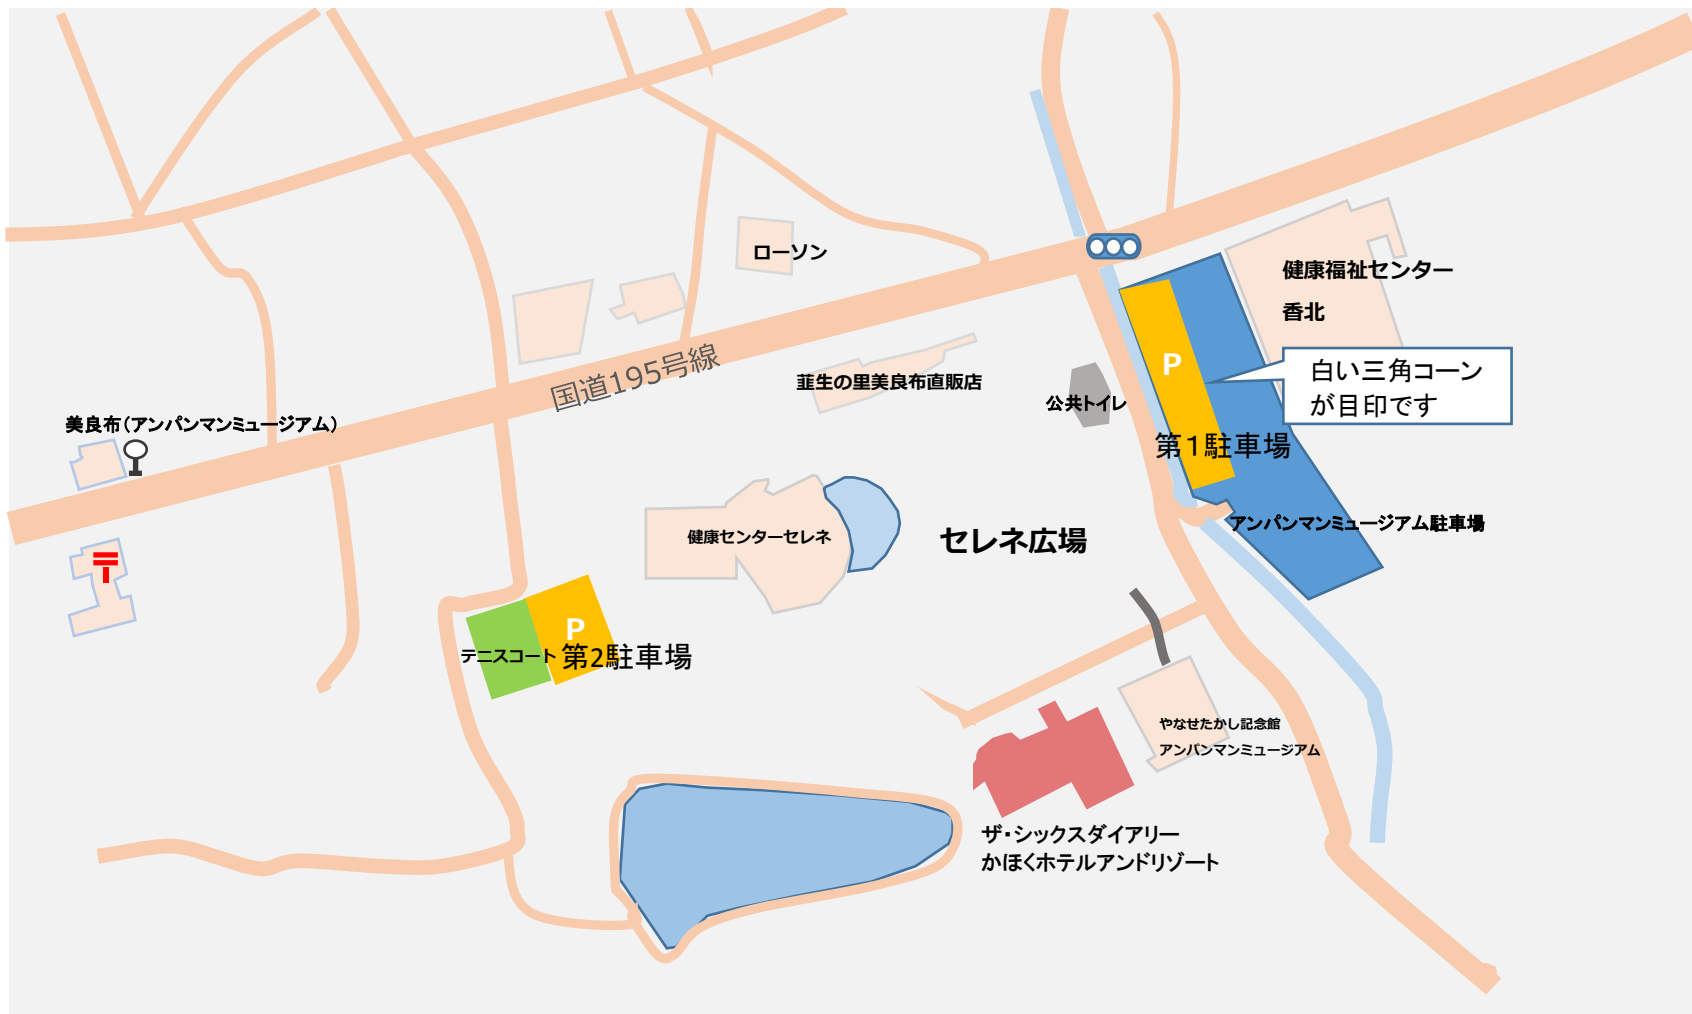 ローソン
健康福祉センター
香北
国道195号線
白い三角コーン
が目印です
P
韮生の里美良布直販店
公共トイレ
美良布(アンパンマンミュージアム)
第1駐車場
アンパンマンミュージアム駐車場
健康センターセレネ
セレネ広場
〒
P
テニスコート
第2駐車場
やなせたかし記念館
アンパンマンミュージアム
ザ・シックスダイアリー
かほくホテルアンドリゾート